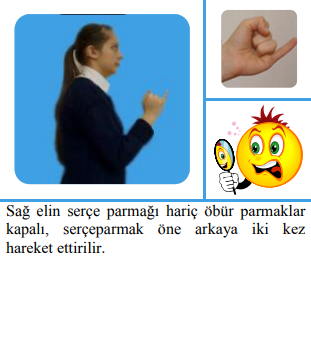 Sağ elin serçe parmağı hariç öbür parmaklar
kapalı, serçeparmak öne arkaya iki kez
hareket ettirilir.